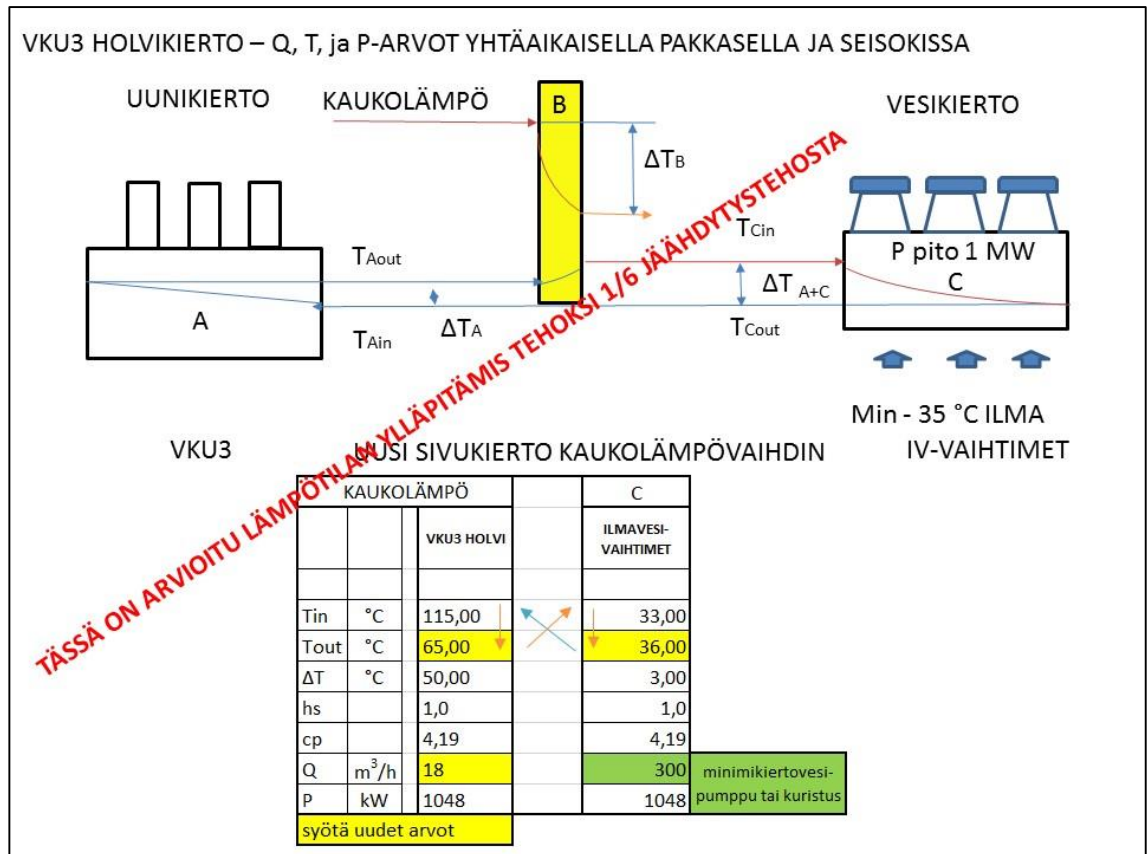 VKU3 HOLVIKIERTO – Q, T, ja P-ARVOT YHTÄAIKAISELLA PAKKASELLA JA SEISOKISSA
UUNIKIERTO
KAUKOLÄMPÖ
B
VESIKIERTO
ΔTB
TAout
TCin
P pito 1 MW
C
A
ΔTA
ΔT A+C
TAin
TCout
Min - 35 °C ILMA
VKU3
UUSI SIVUKIERTO KAUKOLÄMPÖVAIHDIN
IV-VAIHTIMET
TÄSSÄ ON ARVIOITU LÄMPÖTILAN YLLÄPITÄMIS TEHOKSI 1/6 JÄÄHDYTYSTEHOSTA
KAUKOLÄMPÖ C
VKU3 HOLVI ILMAVESI-
VAIHTIMET
Tin °C 115,00 33,00
Tout °C 65,00 36,00
ΔT °C 50,00 3,00
hs 1,0 1,0
cp 4,19 4,19
Q m³/h 18 300 minimikiertovesi-
pumppu tai kuristus
P kW 1048 1048
syötä uudet arvot